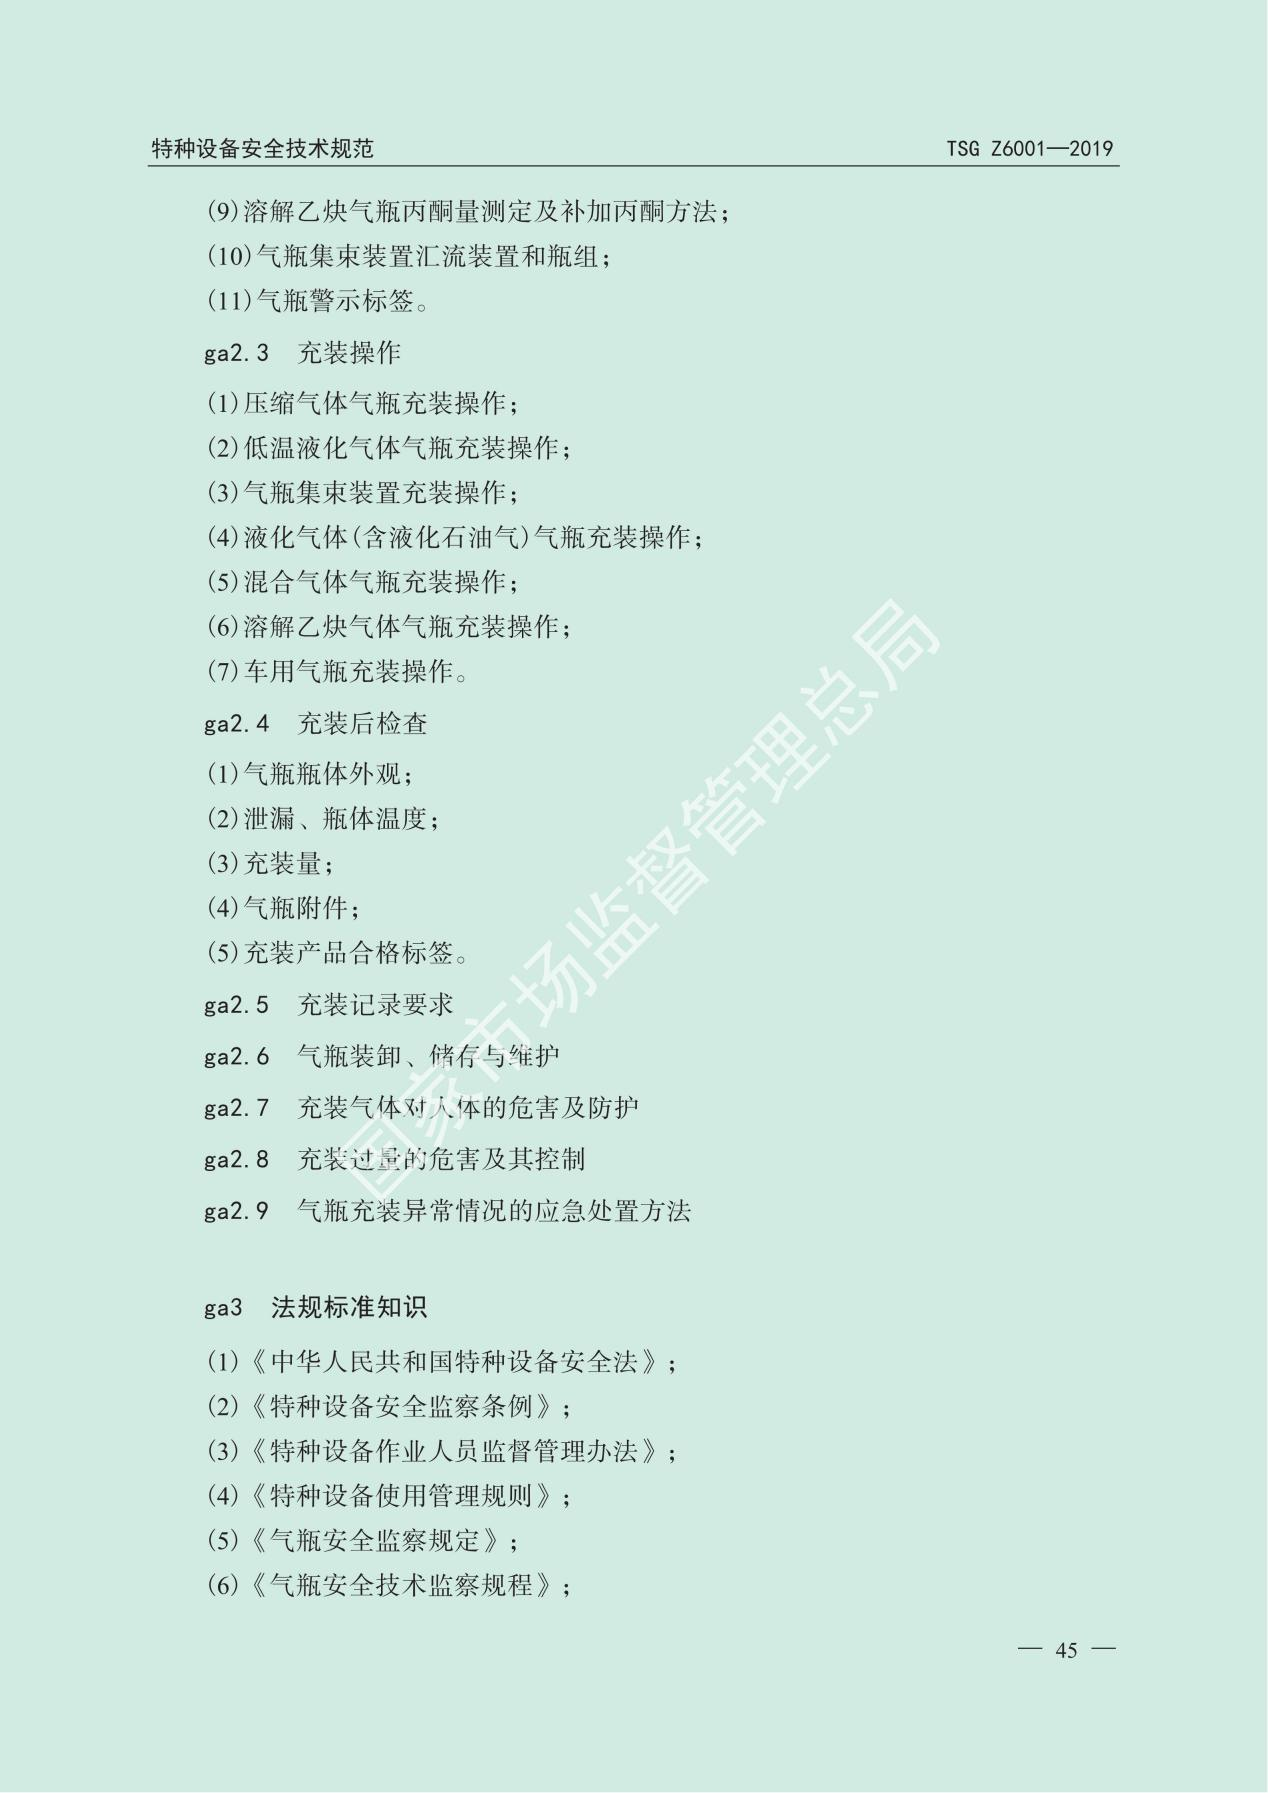 特种设备安全技术规范 TSG Z6001—2019
(9)溶解乙炔气瓶丙酮量测定及补加丙酮方法；
(10)气瓶集束装置汇流装置和瓶组；
(11)气瓶警示标签。
ga2.3 充装操作
(1)压缩气体气瓶充装操作；
(2)低温液化气体气瓶充装操作；
(3)气瓶集束装置充装操作；
(4)液化气体(含液化石油气)气瓶充装操作；
(5)混合气体气瓶充装操作；
(6)溶解乙炔气体气瓶充装操作；
(7)车用气瓶充装操作。
ga2.4 充装后检查
(1)气瓶瓶体外观；
(2)泄漏、瓶体温度；
(3)充装量；
(4)气瓶附件；
(5)充装产品合格标签。
ga2.5 充装记录要求
ga2.6 气瓶装卸、储存与维护
ga2.7 充装气体对人体的危害及防护
ga2.8 充装过量的危害及其控制
ga2.9 气瓶充装异常情况的应急处置方法
ga3 法规标准知识
(1)《中华人民共和国特种设备安全法》；
(2)《特种设备安全监察条例》；
(3)《特种设备作业人员监督管理办法》；
(4)《特种设备使用管理规则》；
(5)《气瓶安全监察规定》；
(6)《气瓶安全技术监察规程》；
— 45 —
国家市场监督管理总局